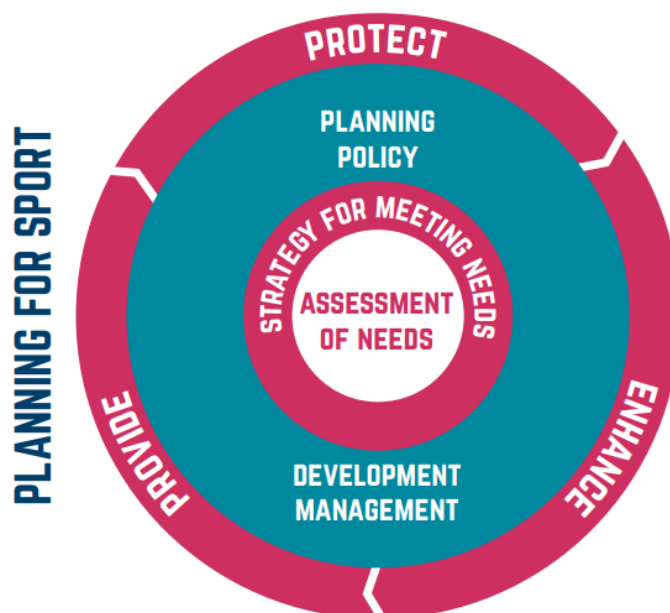 PLANNING FOR SPORT
PROTECT
PLANNING
POLICY
STRATEGY FOR MEETING NEEDS
ASSESSMENT
OF NEEDS
DEVELOPMENT
MANAGEMENT
PROVIDE
ENHANCE